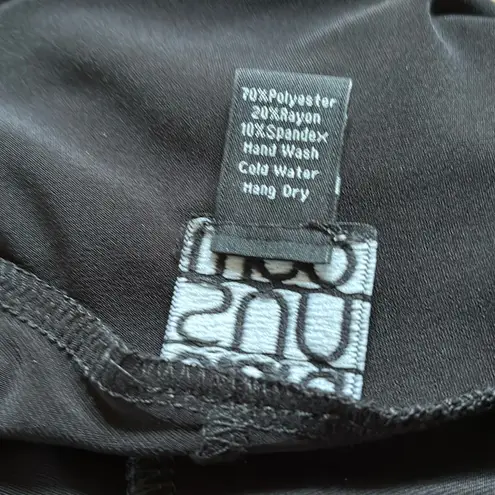 70%Polyester
20%Rayon
10%Spandex
Hand Wash
Cold Water
Hang Dry